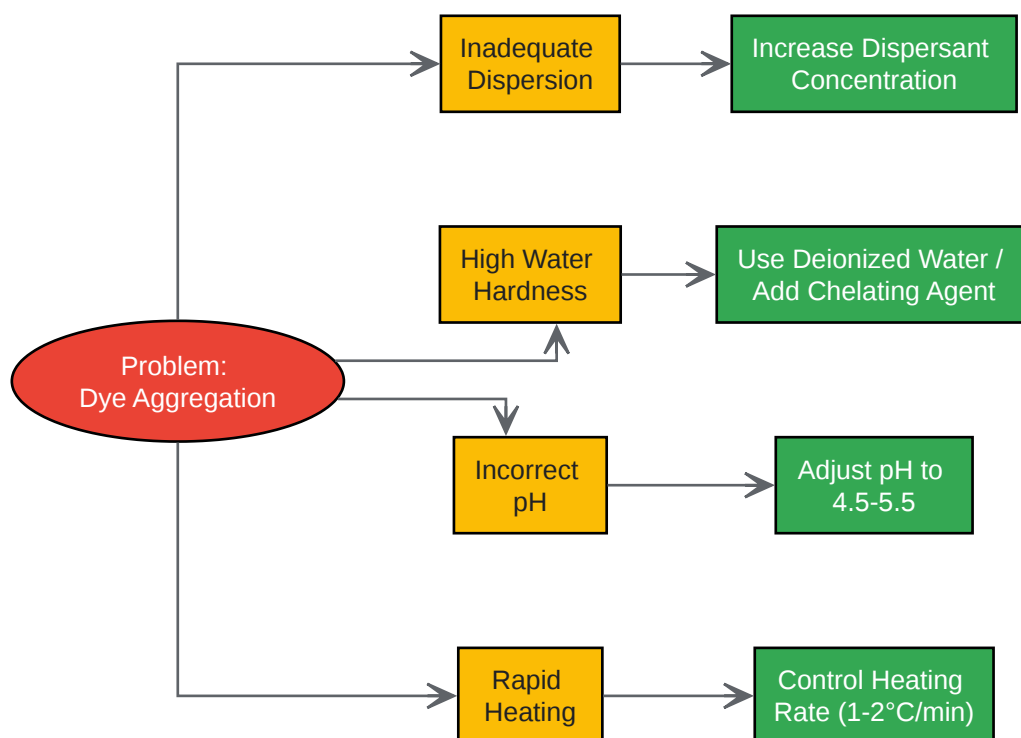 Inadequate
Dispersion
Increase Dispersant
Concentration
High Water
Hardness
Use Deionized Water /
Add Chelating Agent
Problem:
Dye Aggregation
Incorrect
pH
Adjust pH to
4.5-5.5
Rapid
Heating
Control Heating
Rate (1-2°C/min)